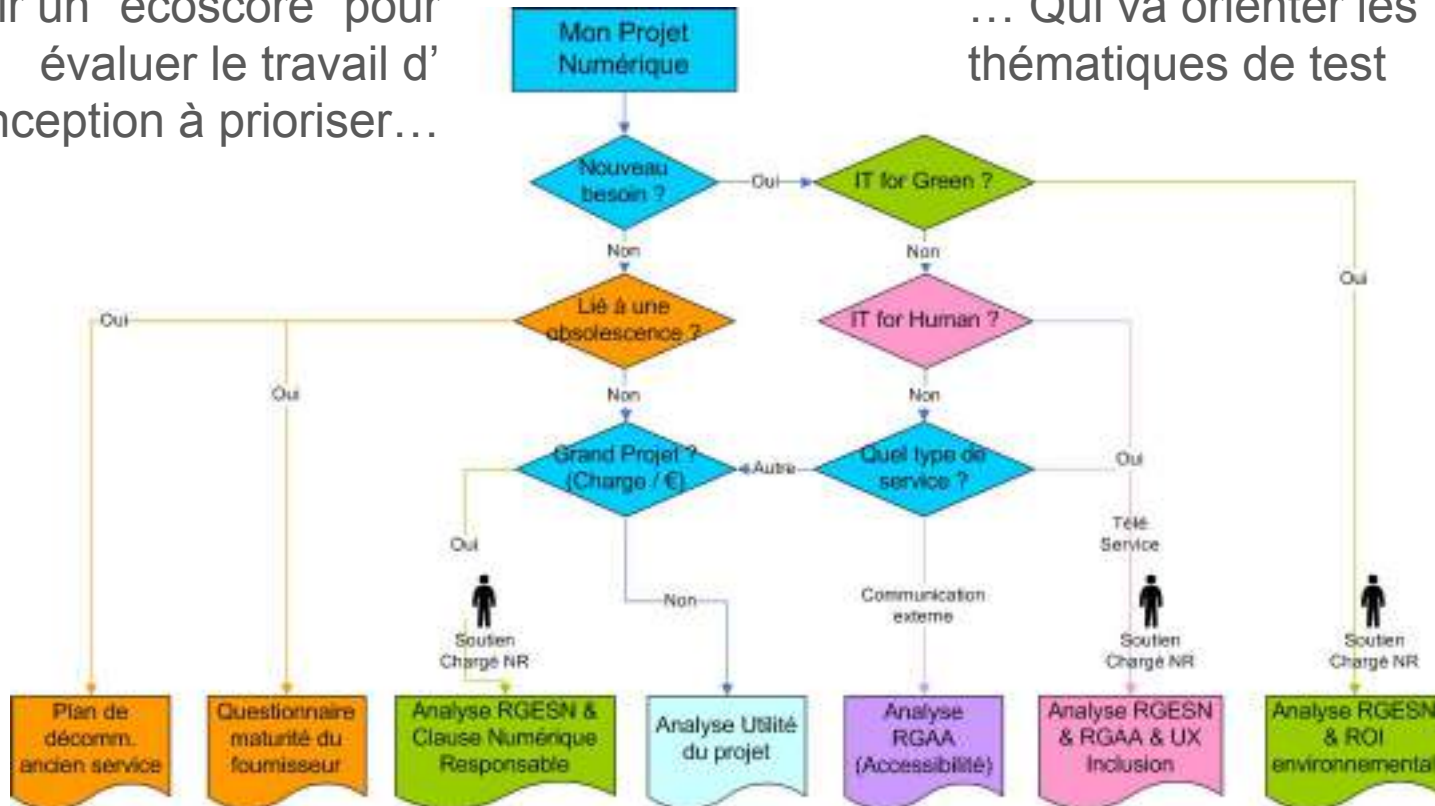 ir un "écoscore" pour
évaluer le travail d'
nception à prioriser…
… Qui va orienter les
thématiques de test
Mon Projet
Numérique
Nouveau
besoin ?
Oui
IT for Green ?
Non
Non
Oui
Lié à une
obsolescence ?
IT for Human ?
Oui
Oui
Non
Non
Grand Projet ?
(Charge / €)
Autre
Quel type de
service ?
Oui
Oui
Télé
Service
Non
Communication
externe
Soutien
Chargé NR
Soutien
Chargé NR
Soutien
Chargé NR
Plan de
décomm.
ancien service
Questionnaire
maturité du
fournisseur
Analyse RGESN &
Clause Numérique
Responsable
Analyse Utilité
du projet
Analyse
RGAA
(Accessibilité)
Analyse RGESN
& RGAA & UX
Inclusion
Analyse RGESN
& ROI
environnemental